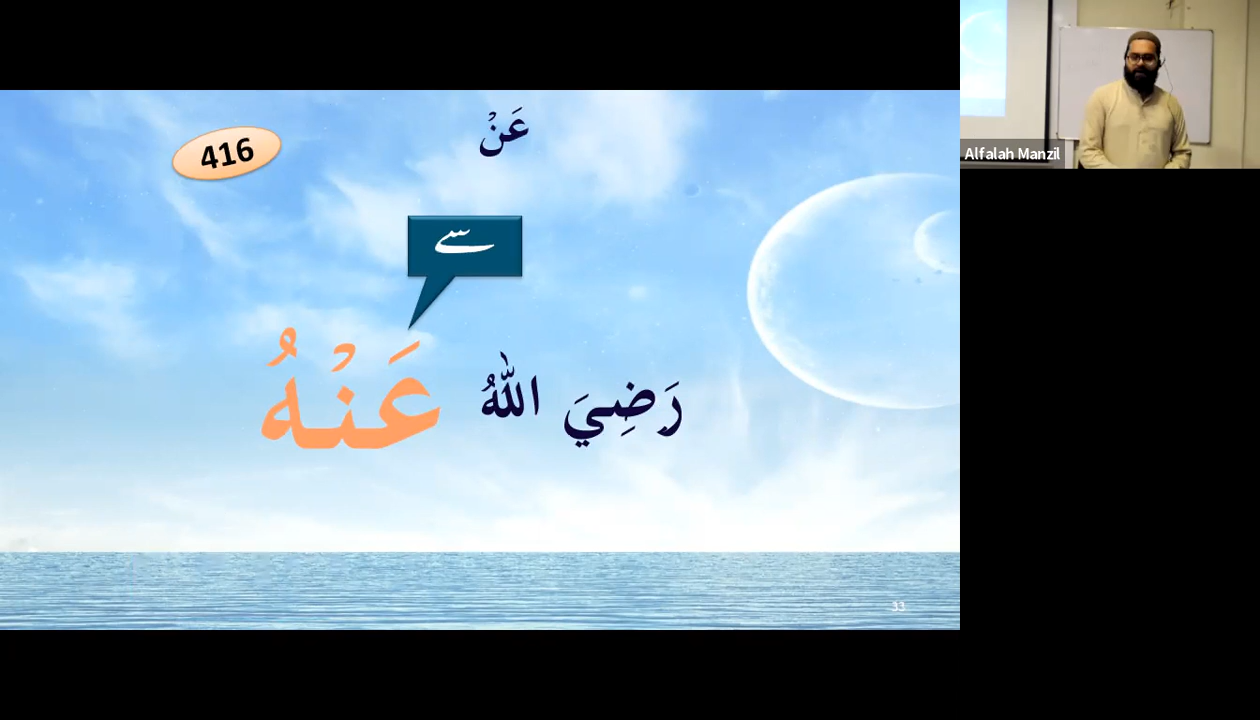 عَنْ
416
سے
رَضِيَ اللّٰهُ عَنْهُ
33
Alfalah Manzil